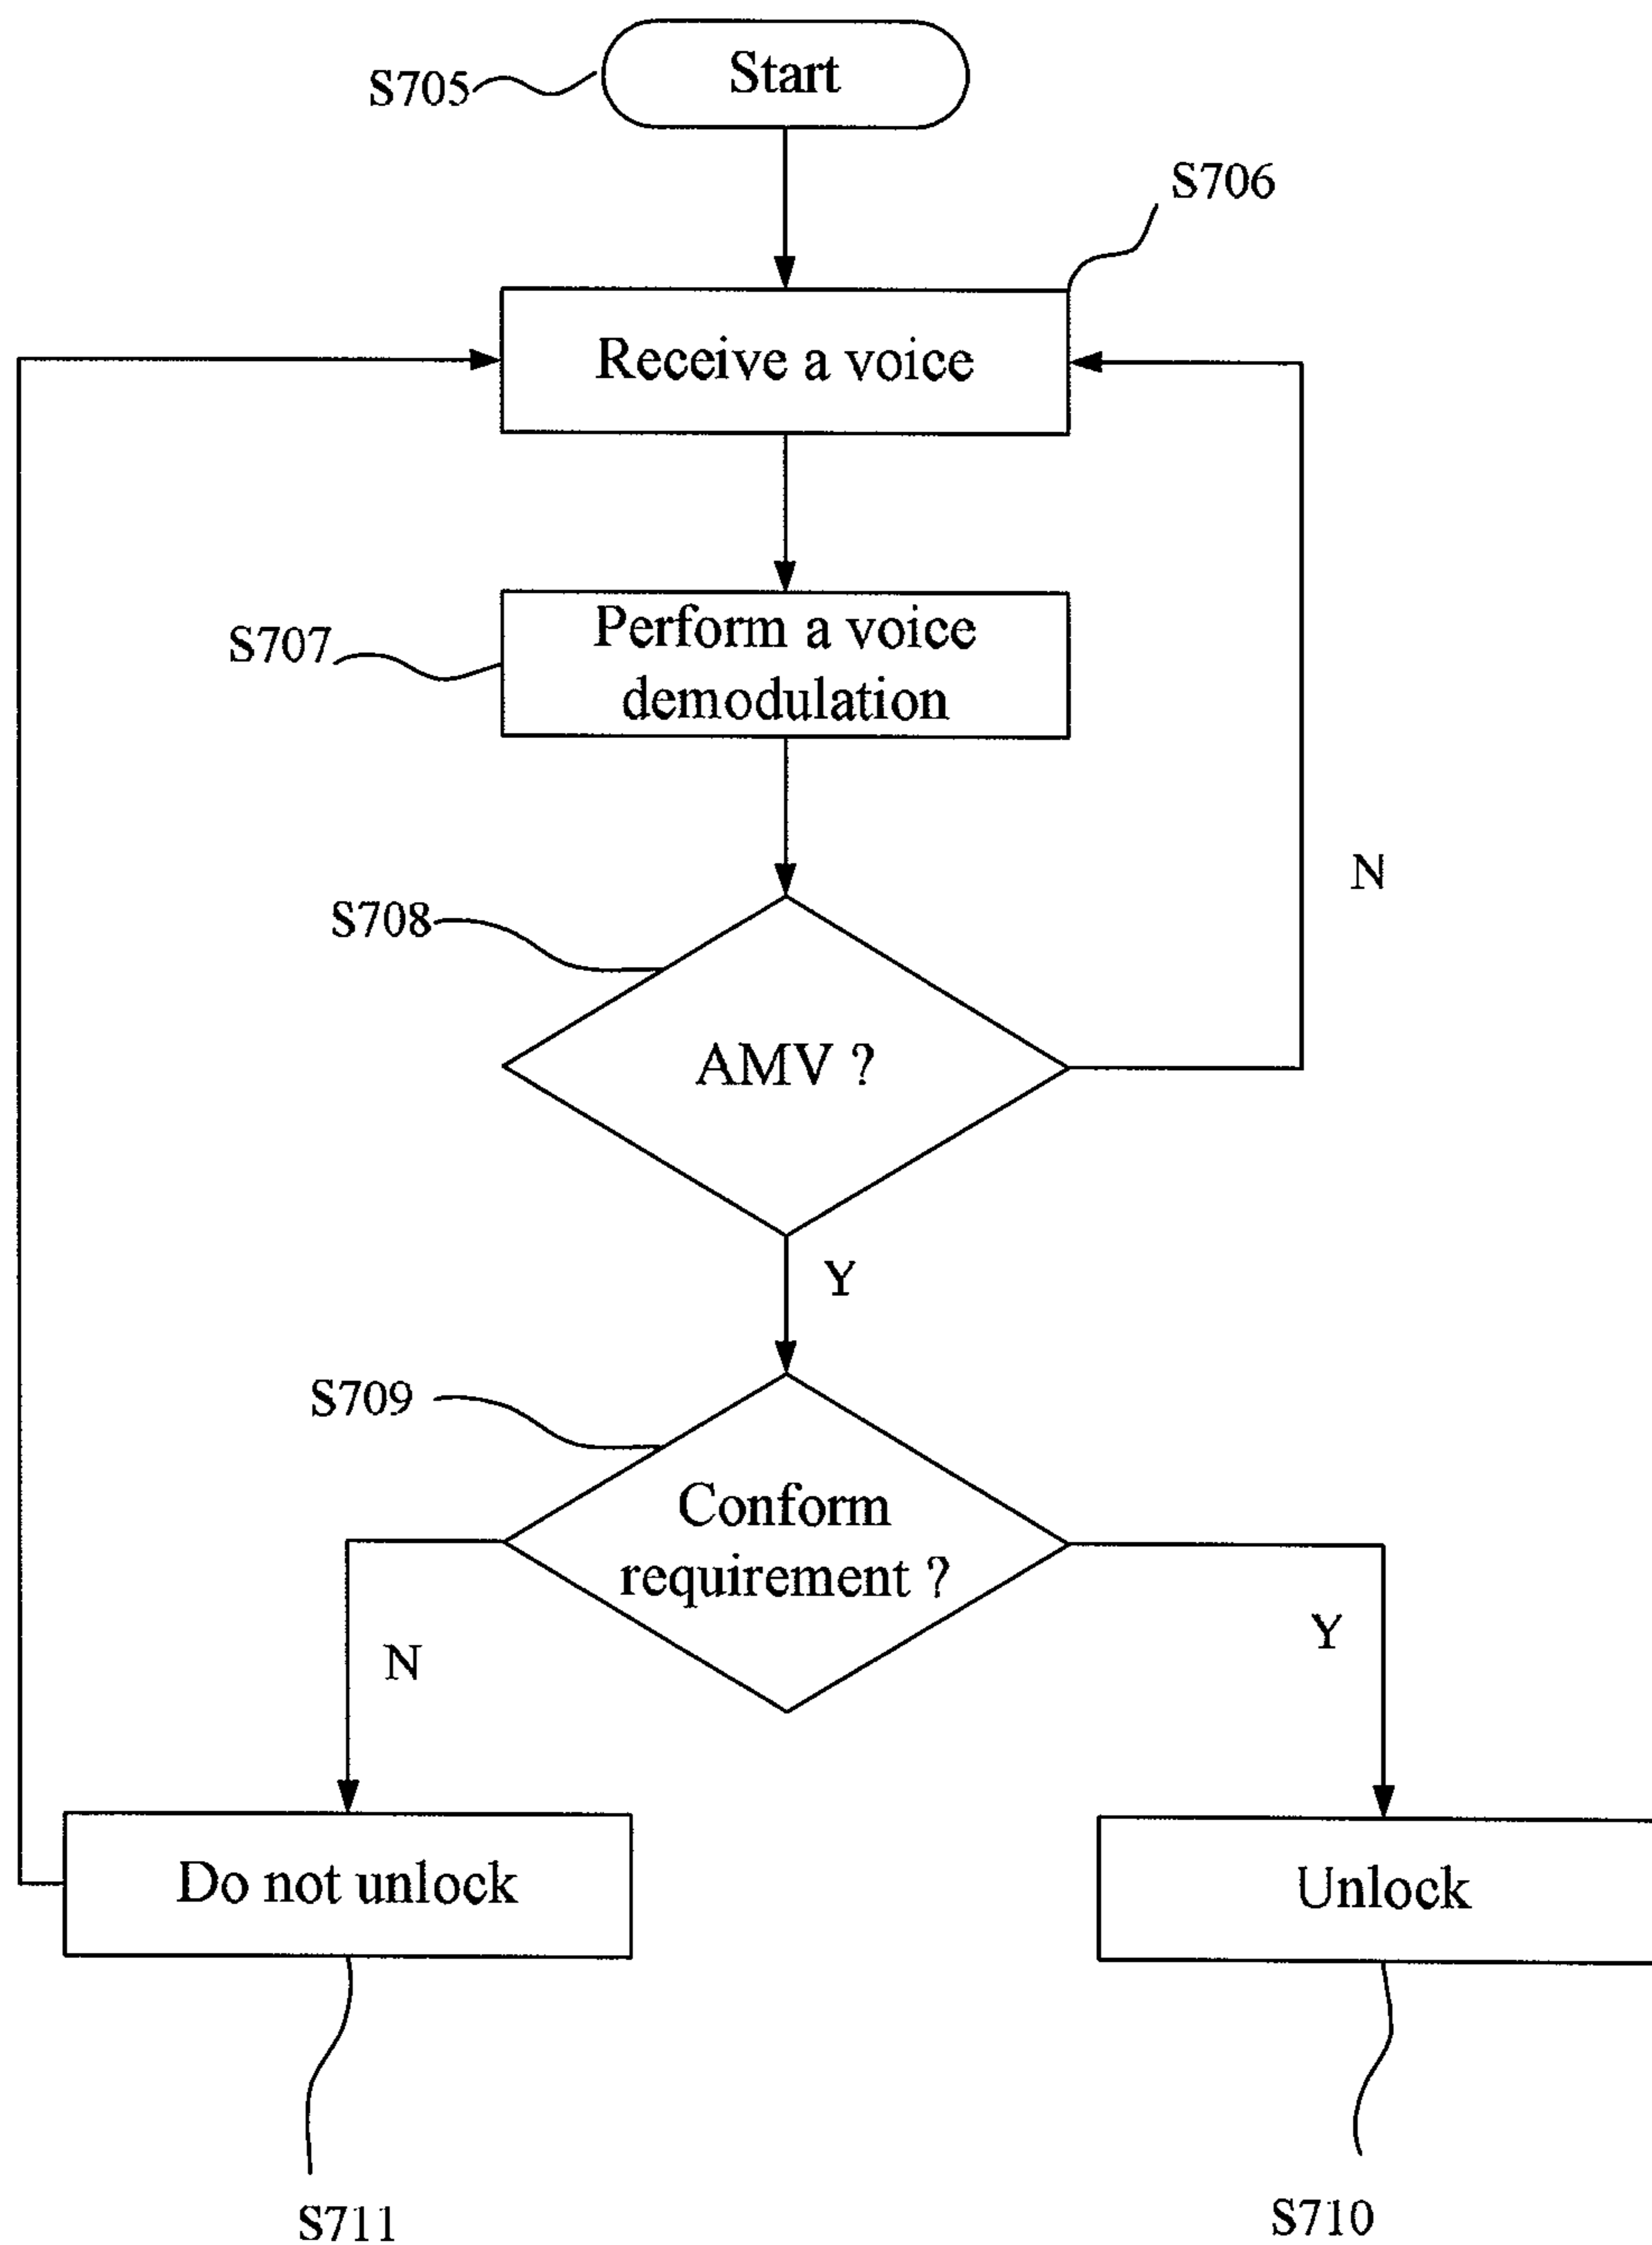 Start
S705
S706
Receive a voice
Perform a voice
demodulation
S707
N
S708
AMV ?
Y
S709
Conform
requirement ?
N
Y
Do not unlock
Unlock
S711
S710